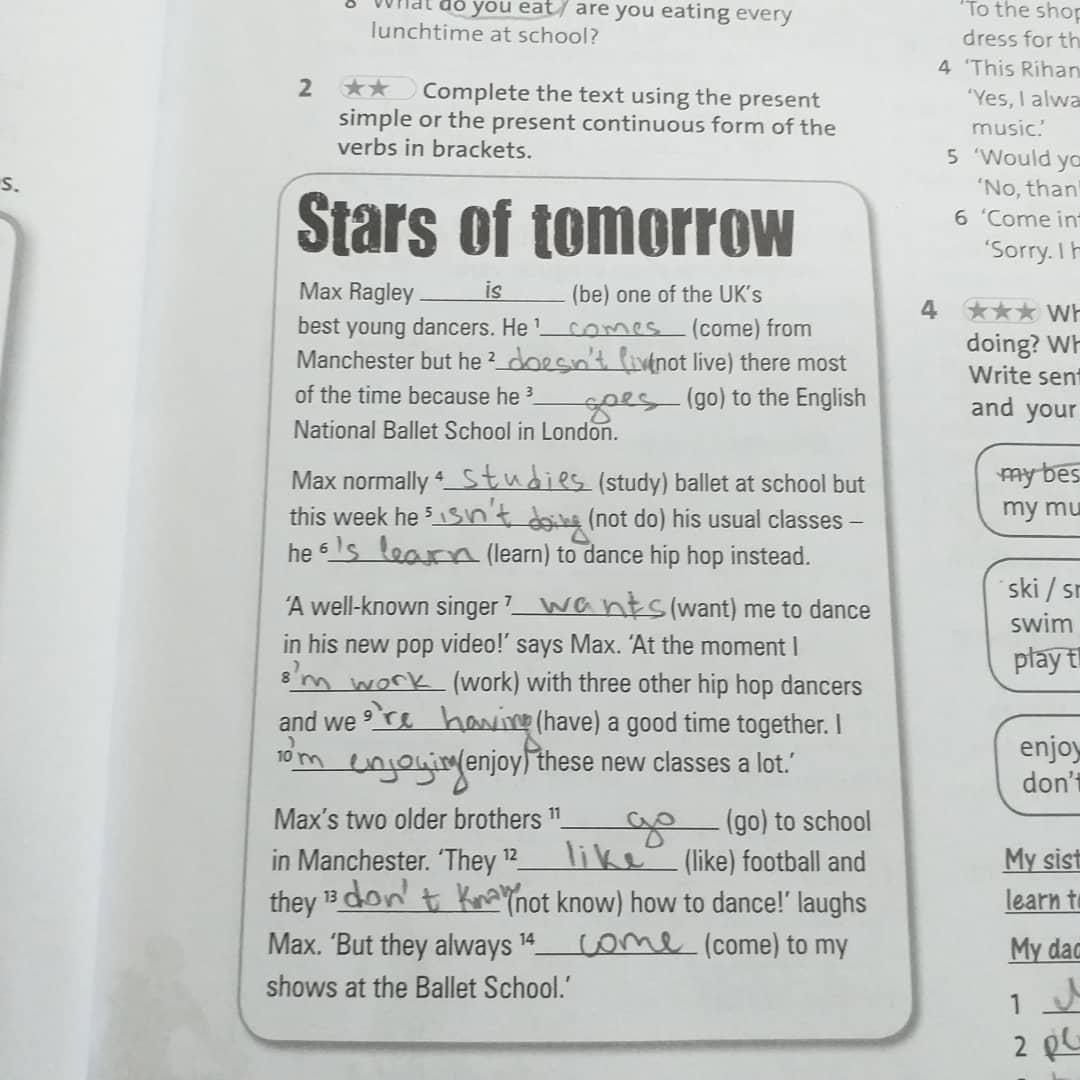 What do you eat / are you eating every
lunchtime at school?
2 ★★ Complete the text using the present
simple or the present continuous form of the
verbs in brackets.
Stars of tomorrow
Max Ragley is (be) one of the UK's
best young dancers. He ¹ comes (come) from
Manchester but he ² doesn't live (not live) there most
of the time because he ³ goes (go) to the English
National Ballet School in London.
Max normally ⁴ studies (study) ballet at school but
this week he ⁵ isn't doing (not do) his usual classes –
he ⁶ 's learn (learn) to dance hip hop instead.
'A well-known singer ⁷ wants (want) me to dance
in his new pop video!' says Max. 'At the moment I
⁸ 'm work (work) with three other hip hop dancers
and we ⁹ 're having (have) a good time together. I
¹⁰ 'm enjoying (enjoy) these new classes a lot.'
Max's two older brothers ¹¹ go (go) to school
in Manchester. 'They ¹² like (like) football and
they ¹³ don't know (not know) how to dance!' laughs
Max. 'But they always ¹⁴ come (come) to my
shows at the Ballet School.'
s.
'To the shop
dress for th
4 'This Rihan
'Yes, I alwa
music.'
5 'Would yo
'No, than
6 'Come in
'Sorry. I h
4 ★★★ Wh
doing? Wh
Write sent
and your
my bes
my mu
ski / sn
swim
play t
enjoy
don't
My sist
learn t
My dad
1
2